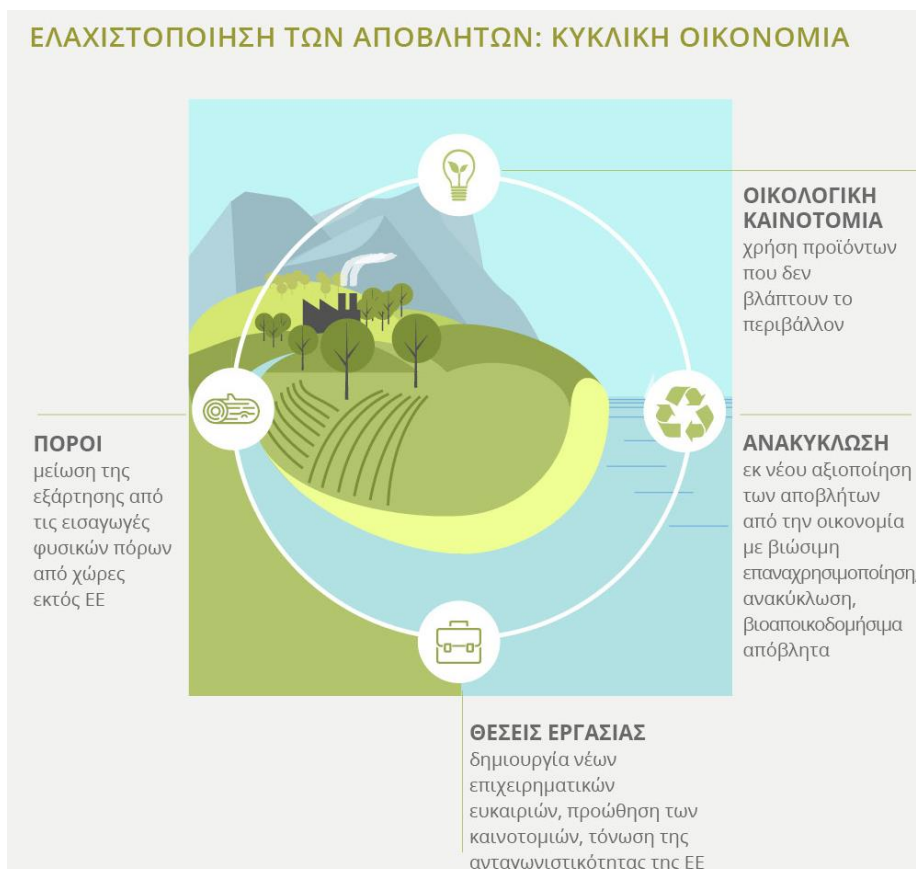 ΕΛΑΧΙΣΤΟΠΟΙΗΣΗ ΤΩΝ ΑΠΟΒΛΗΤΩΝ: ΚΥΚΛΙΚΗ ΟΙΚΟΝΟΜΙΑ
ΟΙΚΟΛΟΓΙΚΗ
ΚΑΙΝΟΤΟΜΙΑ
χρήση προϊόντων
που δεν
βλάπτουν το
περιβάλλον
ΠΟΡΟΙ
μείωση της
εξάρτησης από
τις εισαγωγές
φυσικών πόρων
από χώρες
εκτός ΕΕ
ΑΝΑΚΥΚΛΩΣΗ
εκ νέου αξιοποίηση
των αποβλήτων
από την οικονομία
με βιώσιμη
επαναχρησιμοποίηση,
ανακύκλωση,
βιοαποικοδομήσιμα
απόβλητα
ΘΕΣΕΙΣ ΕΡΓΑΣΙΑΣ
δημιουργία νέων
επιχειρηματικών
ευκαιριών, προώθηση των
καινοτομιών, τόνωση της
ανταγωνιστικότητας της ΕΕ